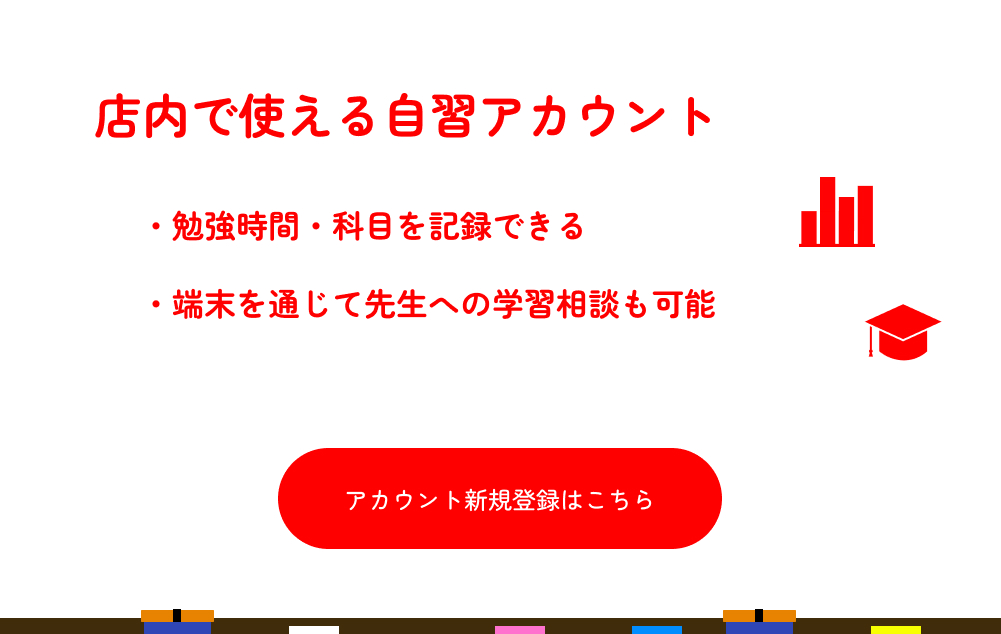 店内で使える自習アカウント
・勉強時間・科目を記録できる
・端末を通じて先生への学習相談も可能
アカウント新規登録はこちら